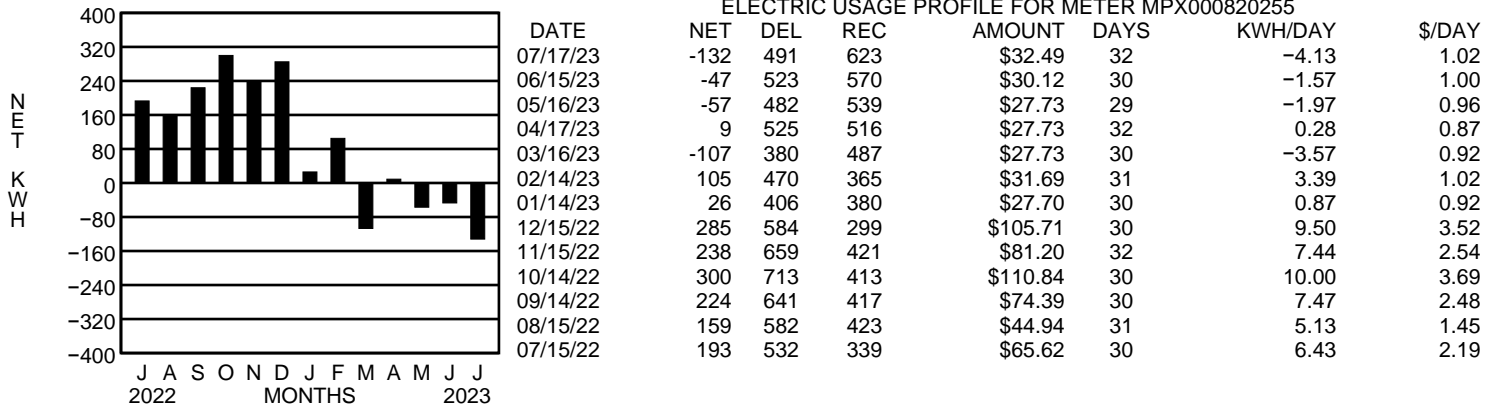 ELECTRIC USAGE PROFILE FOR METER MPX000820255
DATE NET DEL REC AMOUNT DAYS KWH/DAY $/DAY
07/17/23 -132 491 623 $32.49 32 −4.13 1.02
06/15/23 -47 523 570 $30.12 30 −1.57 1.00
05/16/23 -57 482 539 $27.73 29 −1.97 0.96
04/17/23 9 525 516 $27.73 32 0.28 0.87
03/16/23 -107 380 487 $27.73 30 −3.57 0.92
02/14/23 105 470 365 $31.69 31 3.39 1.02
01/14/23 26 406 380 $27.70 30 0.87 0.92
12/15/22 285 584 299 $105.71 30 9.50 3.52
11/15/22 238 659 421 $81.20 32 7.44 2.54
10/14/22 300 713 413 $110.84 30 10.00 3.69
09/14/22 224 641 417 $74.39 30 7.47 2.48
08/15/22 159 582 423 $44.94 31 5.13 1.45
07/15/22 193 532 339 $65.62 30 6.43 2.19
NET KWH
400
320
240
160
80
0
−80
−160
−240
−320
−400
J A S O N D J F M A M J J
2022 MONTHS 2023